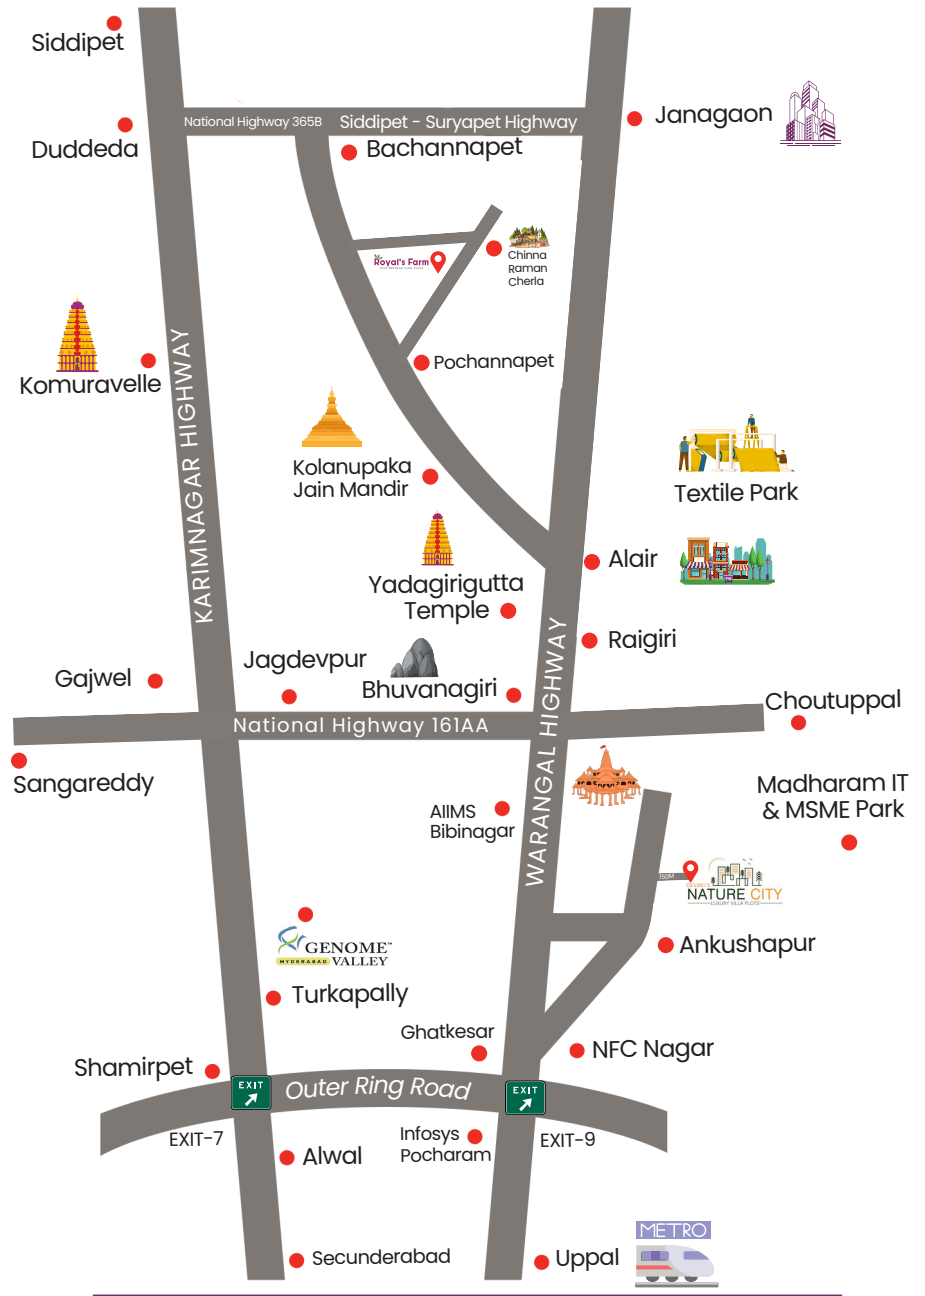 Siddipet
National Highway 365B
Siddipet - Suryapet Highway
Janagaon
Duddeda
Bachannapet
Royal's Farm
Chinna
Raman
Cherla
Pochannapet
KARIMNAGAR HIGHWAY
Komuravelle
Kolanupaka
Jain Mandir
Textile Park
Alair
Yadagirigutta
Temple
Raigiri
WARANGAL HIGHWAY
Jagdevpur
Gajwel
Bhuvanagiri
Choutuppal
National Highway 161AA
Sangareddy
Madharam IT
& MSME Park
AIIMS
Bibinagar
150M
NATURE CITY
LUXURY VILLA PLOTS
GENOME™
HYDERABAD VALLEY
Ankushapur
Turkapally
Ghatkesar
NFC Nagar
Shamirpet
EXIT
Outer Ring Road
EXIT
EXIT-7
Infosys
Pocharam
EXIT-9
Alwal
METRO
Secunderabad
Uppal